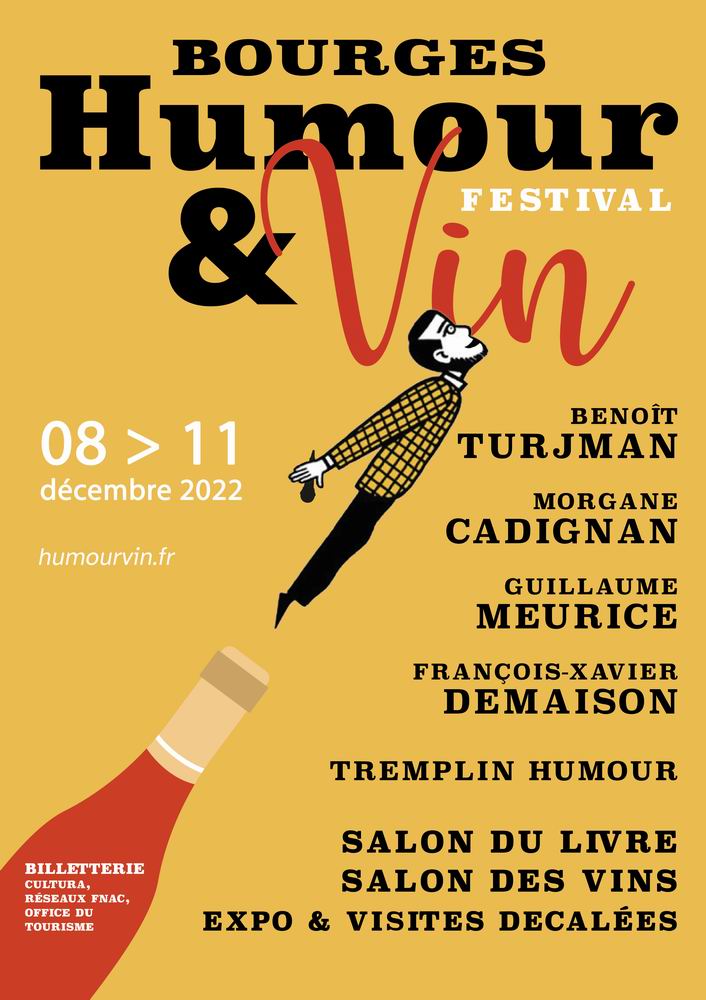 BOURGES
Humour
& Vin
FESTIVAL
08 > 11
décembre 2022
humourvin.fr
BENOÎT
TURJMAN
MORGANE
CADIGNAN
GUILLAUME
MEURICE
FRANÇOIS-XAVIER
DEMAISON
TREMPLIN HUMOUR
SALON DU LIVRE
SALON DES VINS
EXPO & VISITES DECALÉES
BILLETTERIE
CULTURA,
RÉSEAUX FNAC,
OFFICE DU
TOURISME